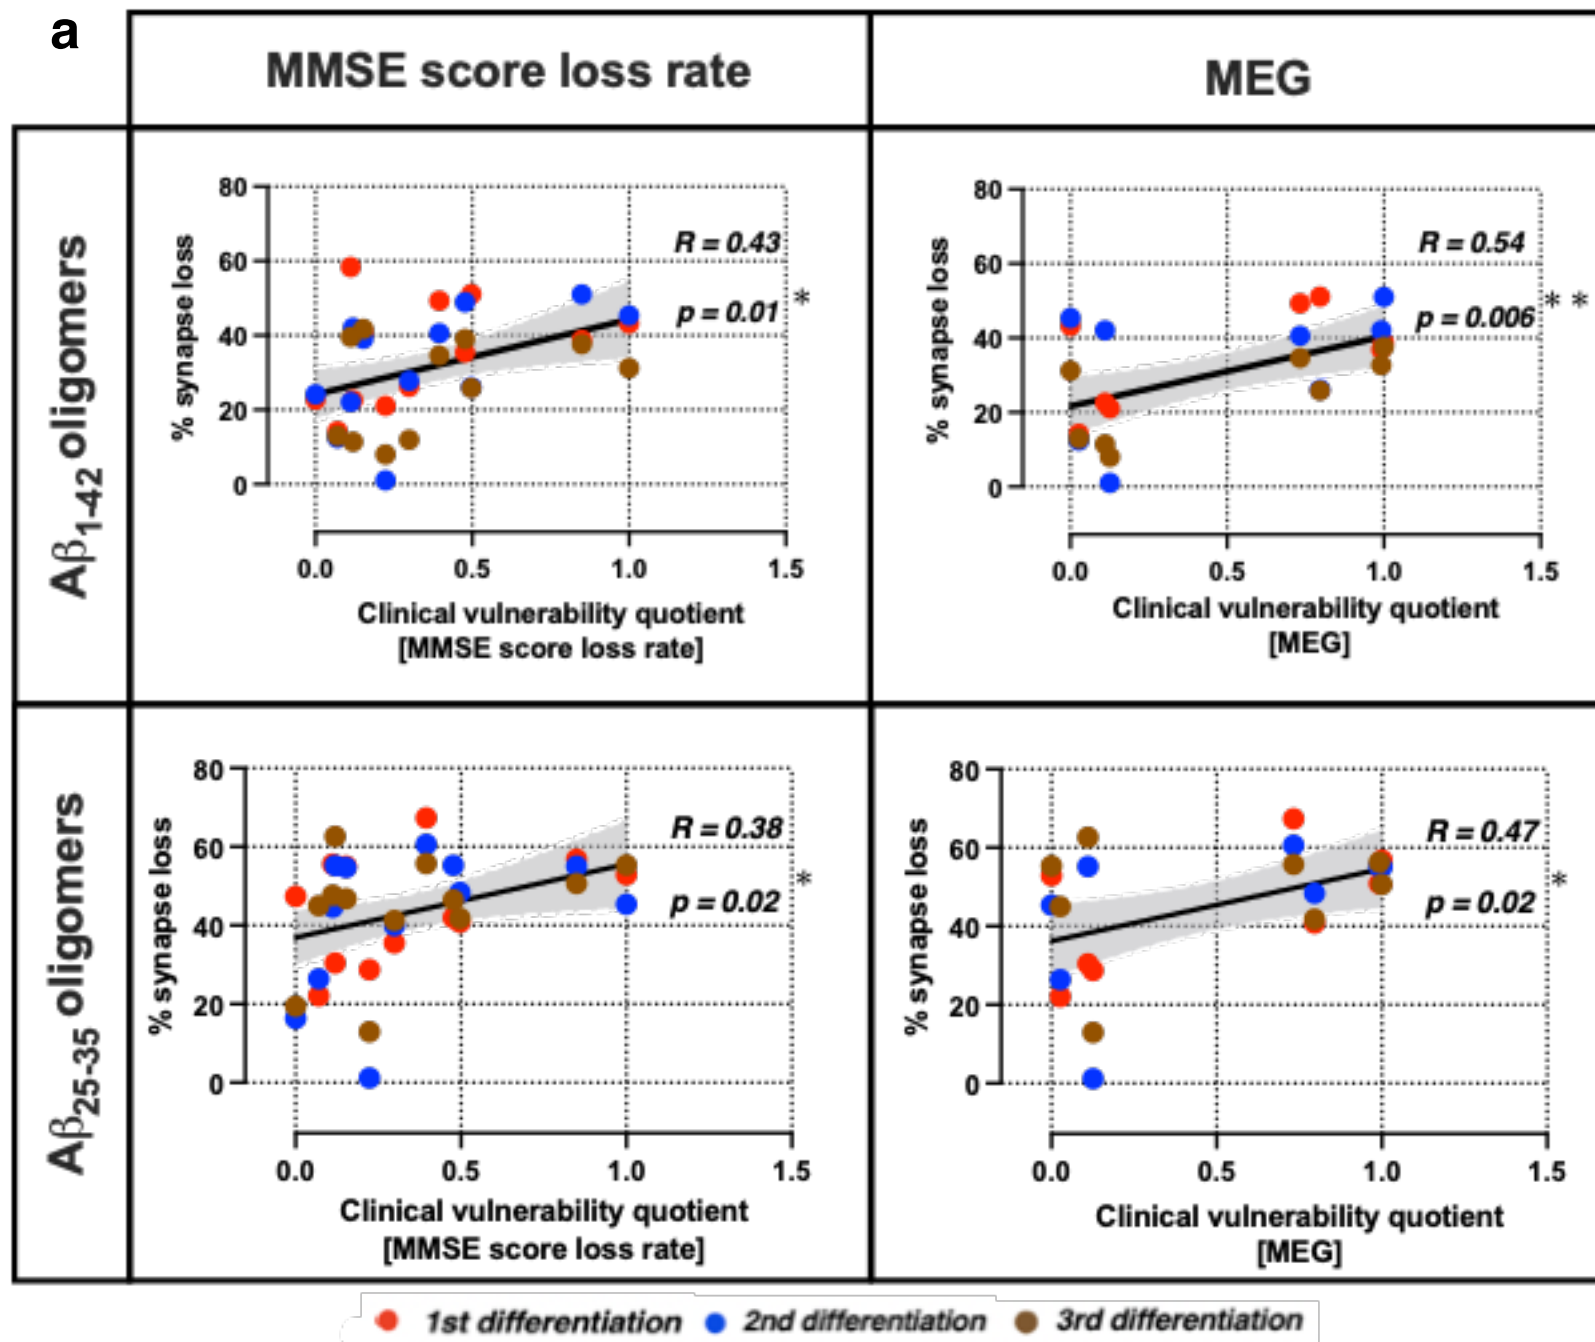 a
MMSE score loss rate
MEG
Aβ1-42 oligomers
80
60
40
20
0
% synapse loss
R = 0.43
p = 0.01
*
0.0 0.5 1.0 1.5
Clinical vulnerability quotient
[MMSE score loss rate]
80
60
40
20
0
% synapse loss
R = 0.54
p = 0.006
* *
0.0 0.5 1.0 1.5
Clinical vulnerability quotient
[MEG]
Aβ25-35 oligomers
80
60
40
20
0
% synapse loss
R = 0.38
p = 0.02
*
0.0 0.5 1.0 1.5
Clinical vulnerability quotient
[MMSE score loss rate]
80
60
40
20
0
% synapse loss
R = 0.47
p = 0.02
*
0.0 0.5 1.0 1.5
Clinical vulnerability quotient
[MEG]
1st differentiation 2nd differentiation 3rd differentiation